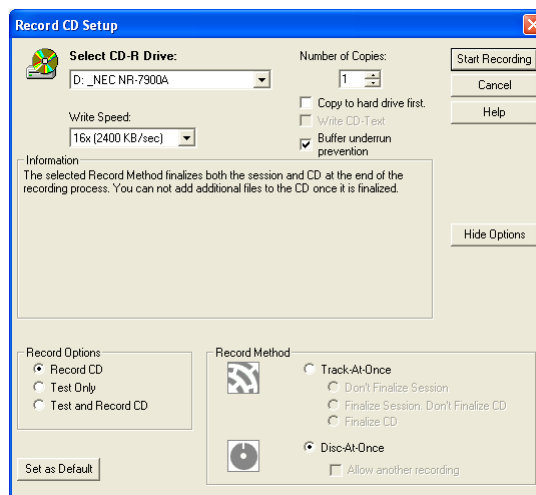 Record CD Setup
Select CD-R Drive:
D: _NEC NR-7900A
Write Speed:
16x (2400 KB/sec)
Number of Copies:
1
Copy to hard drive first.
Write CD-Text
Buffer underrun
prevention
Start Recording
Cancel
Help
Information
The selected Record Method finalizes both the session and CD at the end of the
recording process. You can not add additional files to the CD once it is finalized.
Hide Options
Record Options
Record CD
Test Only
Test and Record CD
Set as Default
Record Method
Track-At-Once
Don't Finalize Session
Finalize Session. Don't Finalize CD
Finalize CD
Disc-At-Once
Allow another recording